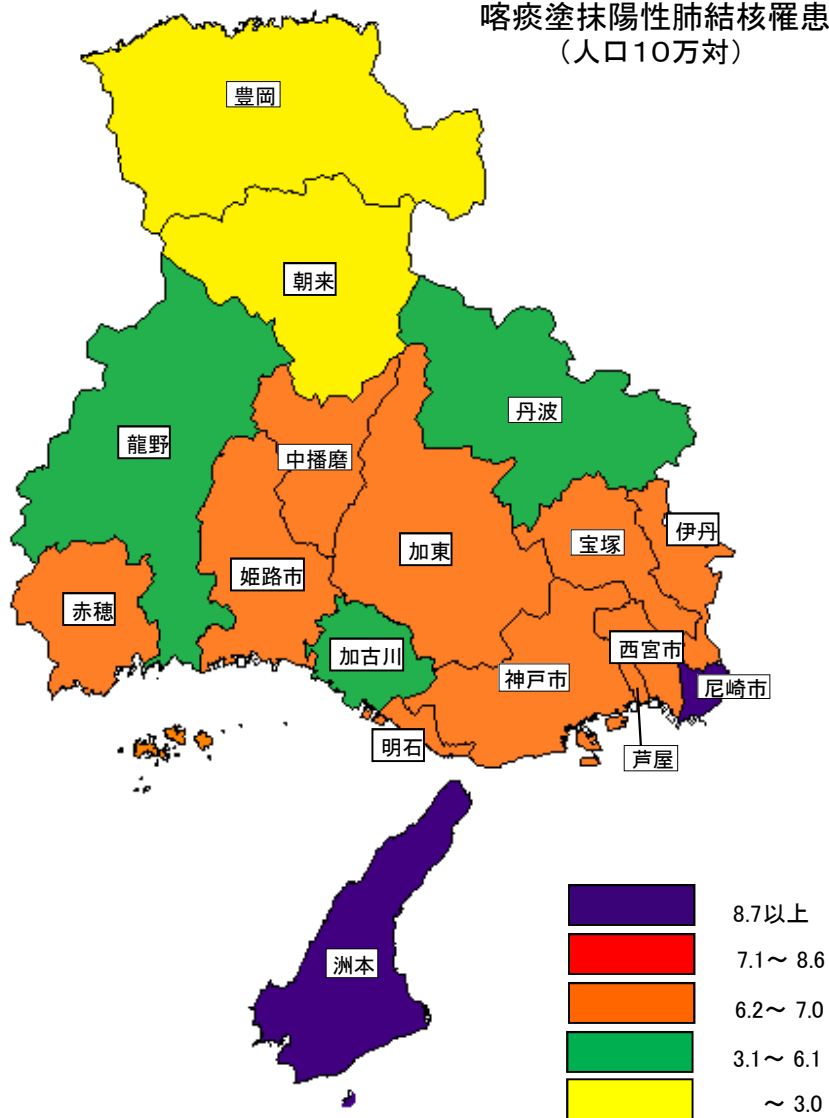 喀痰塗抹陽性肺結核罹患
(人口10万対)
豊岡
朝来
丹波
龍野
中播磨
伊丹
加東
宝塚
姫路市
赤穂
加古川
西宮市
神戸市
尼崎市
明石
芦屋
洲本
8.7以上
7.1～ 8.6
6.2～ 7.0
3.1～ 6.1
～ 3.0